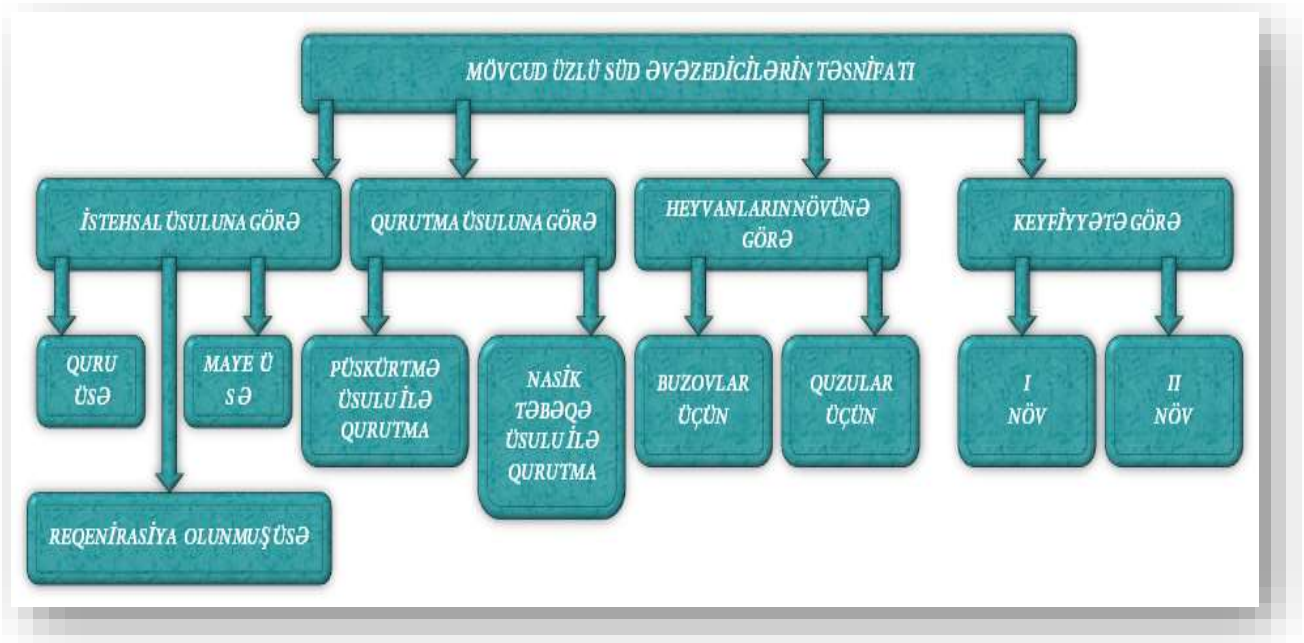 MÖVCUD ÜZLÜ SÜD ƏVƏZEDİCİLƏRİN TƏSNİFATI
İSTEHSAL ÜSULUNA GÖRƏ
QURUTMA ÜSULUNA GÖRƏ
HEYVANLARIN NÖVÜNƏ
GÖRƏ
KEYFİYYƏTƏ GÖRƏ
QURU
ÜSƏ
MAYE Ü
S Ə
PÜSKÜRTMƏ
ÜSULU İLƏ
QURUTMA
NASİK
TƏBƏQƏ
ÜSULU İLƏ
QURUTMA
BUZOVLAR
ÜÇÜN
QUZULAR
ÜÇÜN
I
NÖV
II
NÖV
REQENİRASİYA OLUNMUŞ ÜSƏ